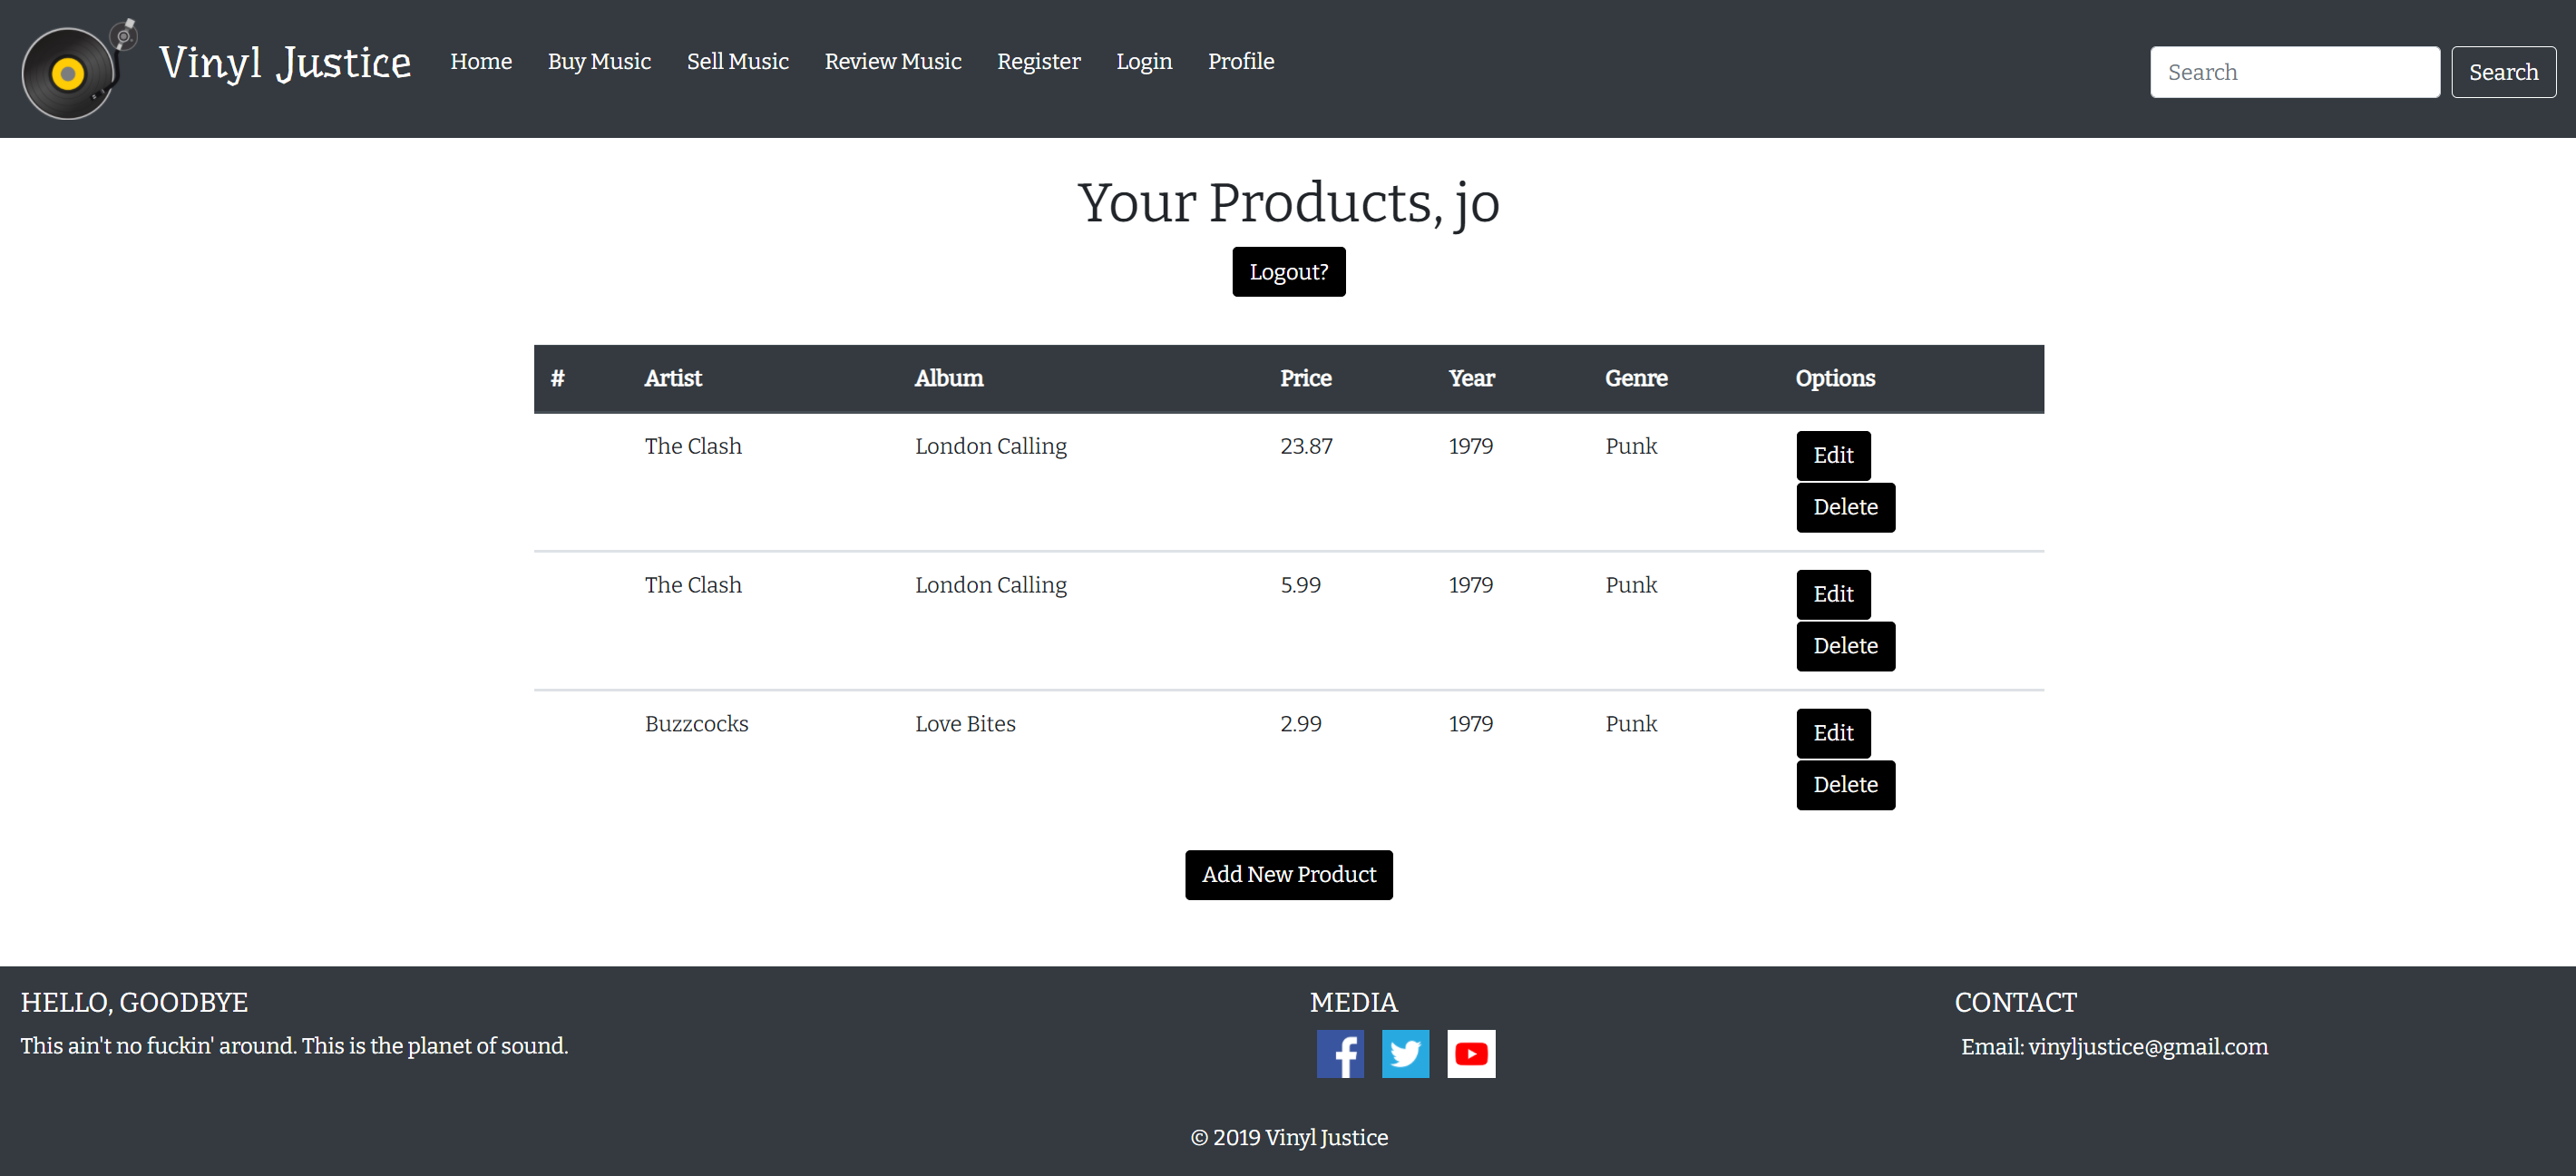 Vinyl Justice Home Buy Music Sell Music Review Music Register Login Profile Search Search
Your Products, jo
Logout?
# Artist Album Price Year Genre Options
The Clash London Calling 23.87 1979 Punk Edit
Delete
The Clash London Calling 5.99 1979 Punk Edit
Delete
Buzzcocks Love Bites 2.99 1979 Punk Edit
Delete
Add New Product
HELLO, GOODBYE MEDIA CONTACT
This ain't no fuckin' around. This is the planet of sound. Email: vinyljustice@gmail.com
© 2019 Vinyl Justice